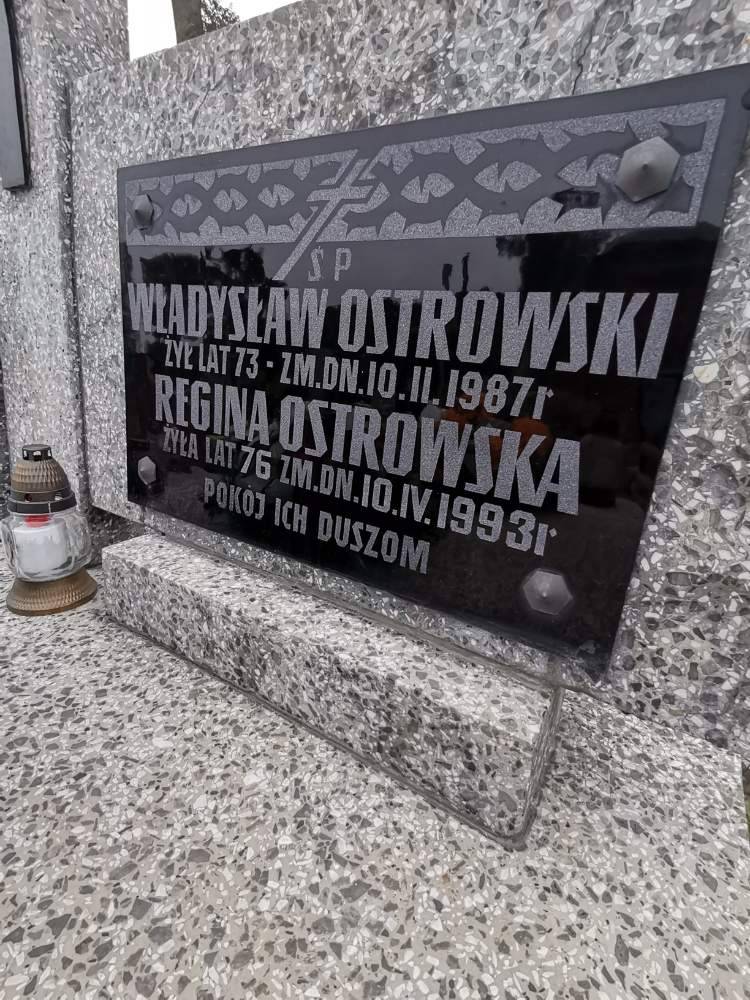 Ś P
WŁADYSŁAW OSTROWSKI
ŻYŁ LAT 73 - ZM.DN.10.II.1987r
REGINA OSTROWSKA
ŻYŁA LAT 76 ZM.DN.10.IV.1993r
POKÓJ ICH DUSZOM